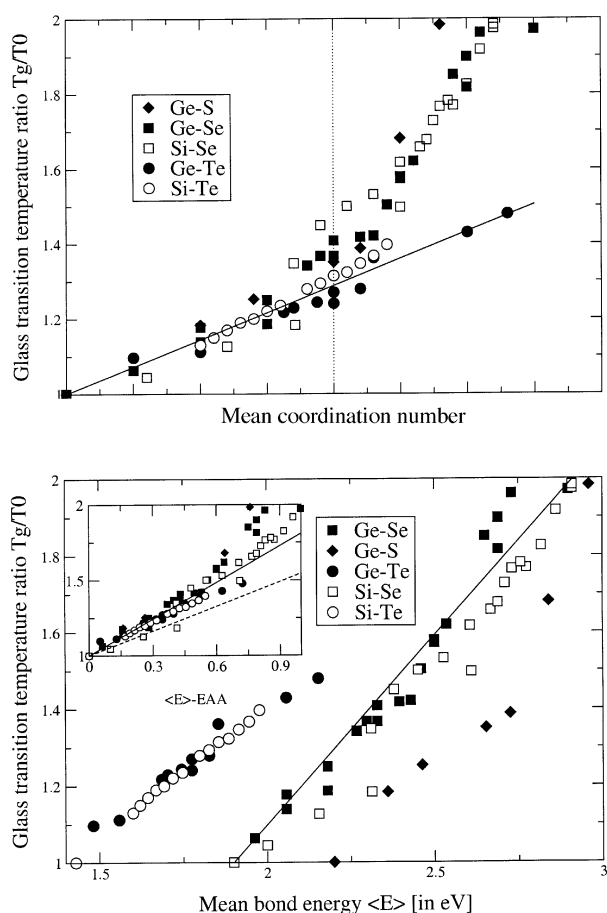 Glass transition temperature ratio Tg/T0
2
1.8
1.6
1.4
1.2
1
Ge-S
Ge-Se
Si-Se
Ge-Te
Si-Te
Mean coordination number
Glass transition temperature ratio Tg/T0
2
1.8
1.6
1.4
1.2
1
2
1.5
1
0
0.3
0.6
0.9
<E>-EAA
Ge-Se
Ge-S
Ge-Te
Si-Se
Si-Te
1.5
2
2.5
3
Mean bond energy <E> [in eV]